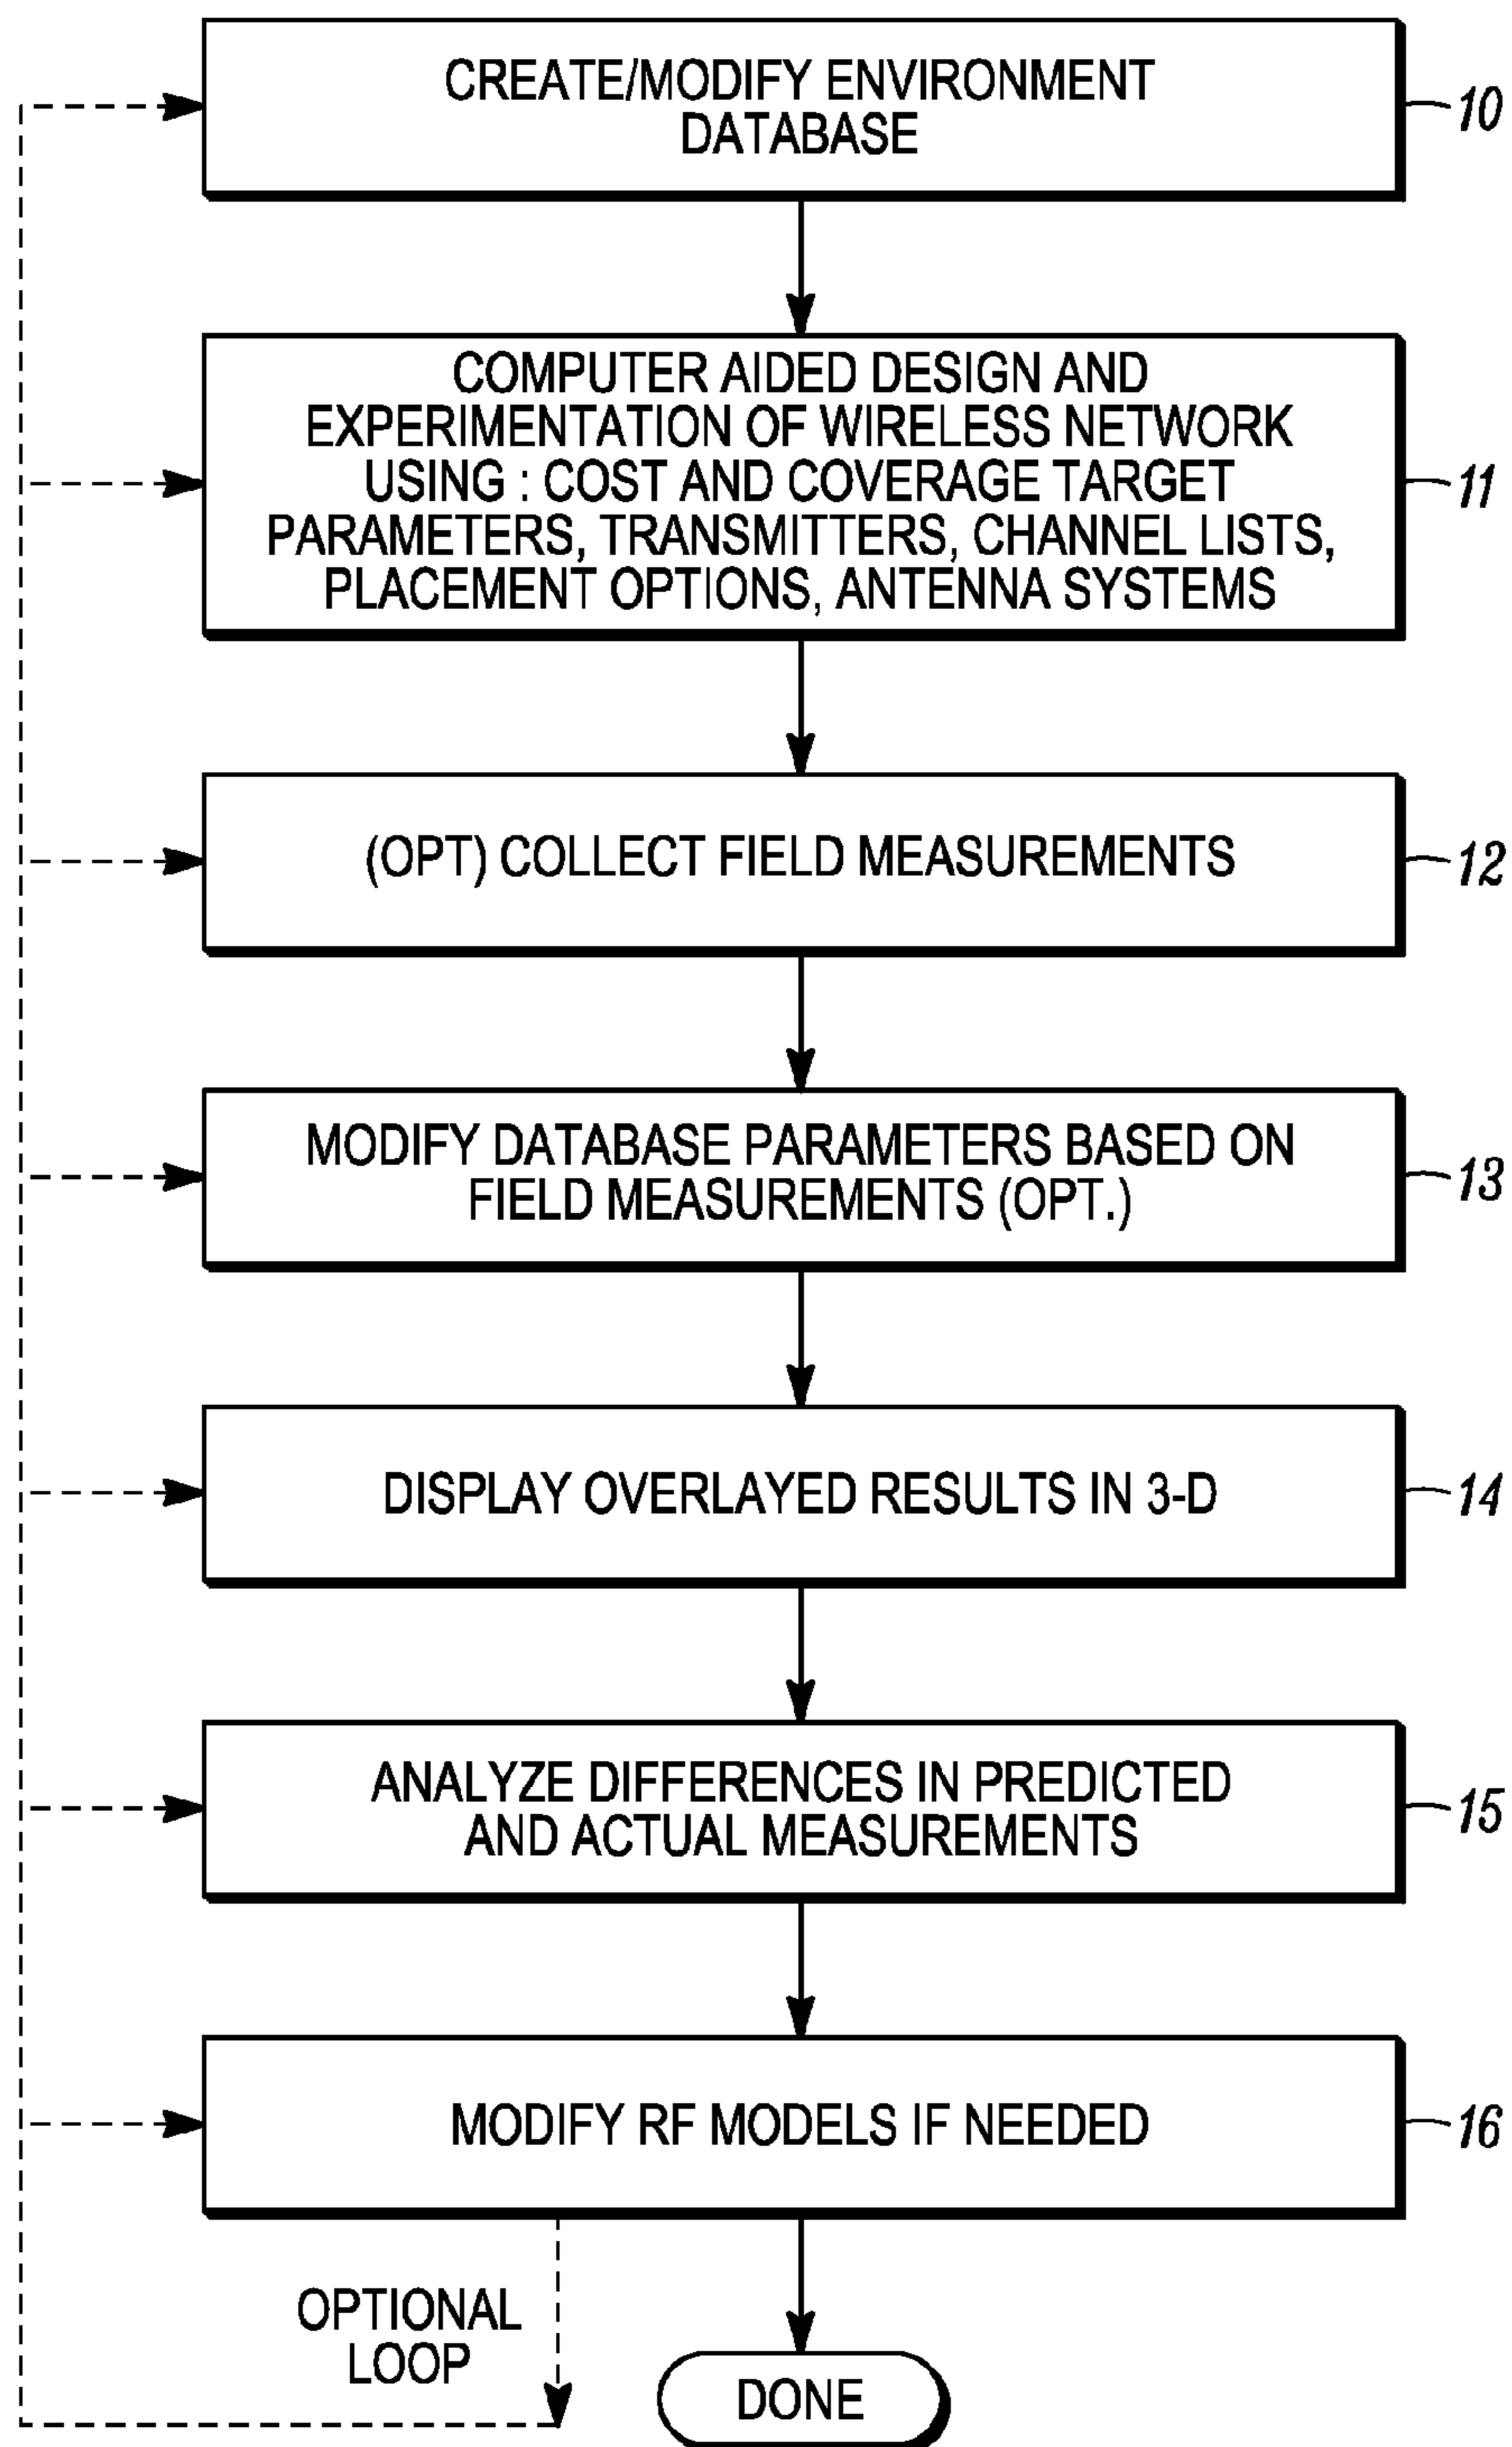 CREATE/MODIFY ENVIRONMENT
DATABASE
10
COMPUTER AIDED DESIGN AND
EXPERIMENTATION OF WIRELESS NETWORK
USING : COST AND COVERAGE TARGET
PARAMETERS, TRANSMITTERS, CHANNEL LISTS,
PLACEMENT OPTIONS, ANTENNA SYSTEMS
11
(OPT) COLLECT FIELD MEASUREMENTS
12
MODIFY DATABASE PARAMETERS BASED ON
FIELD MEASUREMENTS (OPT.)
13
DISPLAY OVERLAYED RESULTS IN 3-D
14
ANALYZE DIFFERENCES IN PREDICTED
AND ACTUAL MEASUREMENTS
15
MODIFY RF MODELS IF NEEDED
16
OPTIONAL
LOOP
DONE